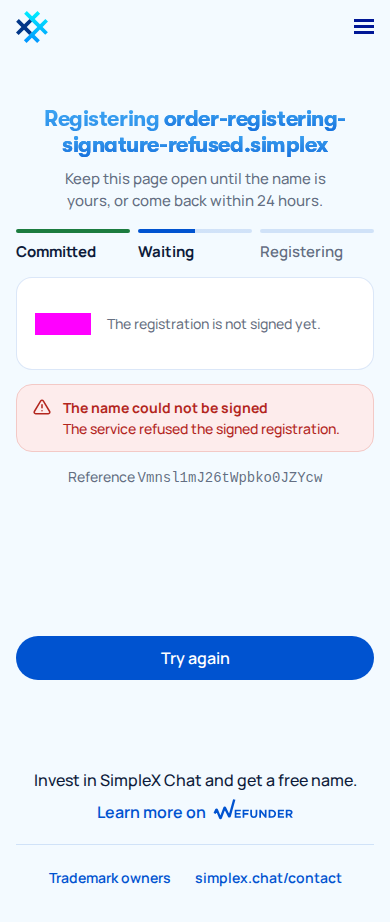 Registering order-registering-
signature-refused.simplex
Keep this page open until the name is
yours, or come back within 24 hours.
Committed
Waiting
Registering
The registration is not signed yet.
The name could not be signed
The service refused the signed registration.
Reference Vmnsl1mJ26tWpbko0JZYcw
Try again
Invest in SimpleX Chat and get a free name.
Learn more on WEFUNDER
Trademark owners
simplex.chat/contact